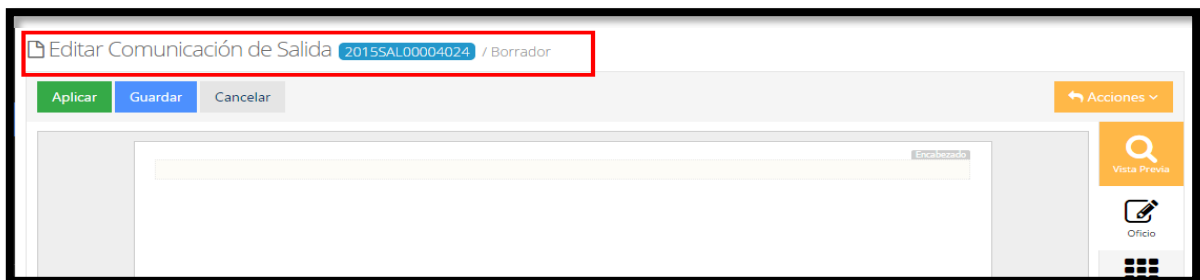 Editar Comunicación de Salida 2015SAL00004024 / Borrador
Aplicar Guardar Cancelar Acciones
Encabezado
Vista Previa
Oficio